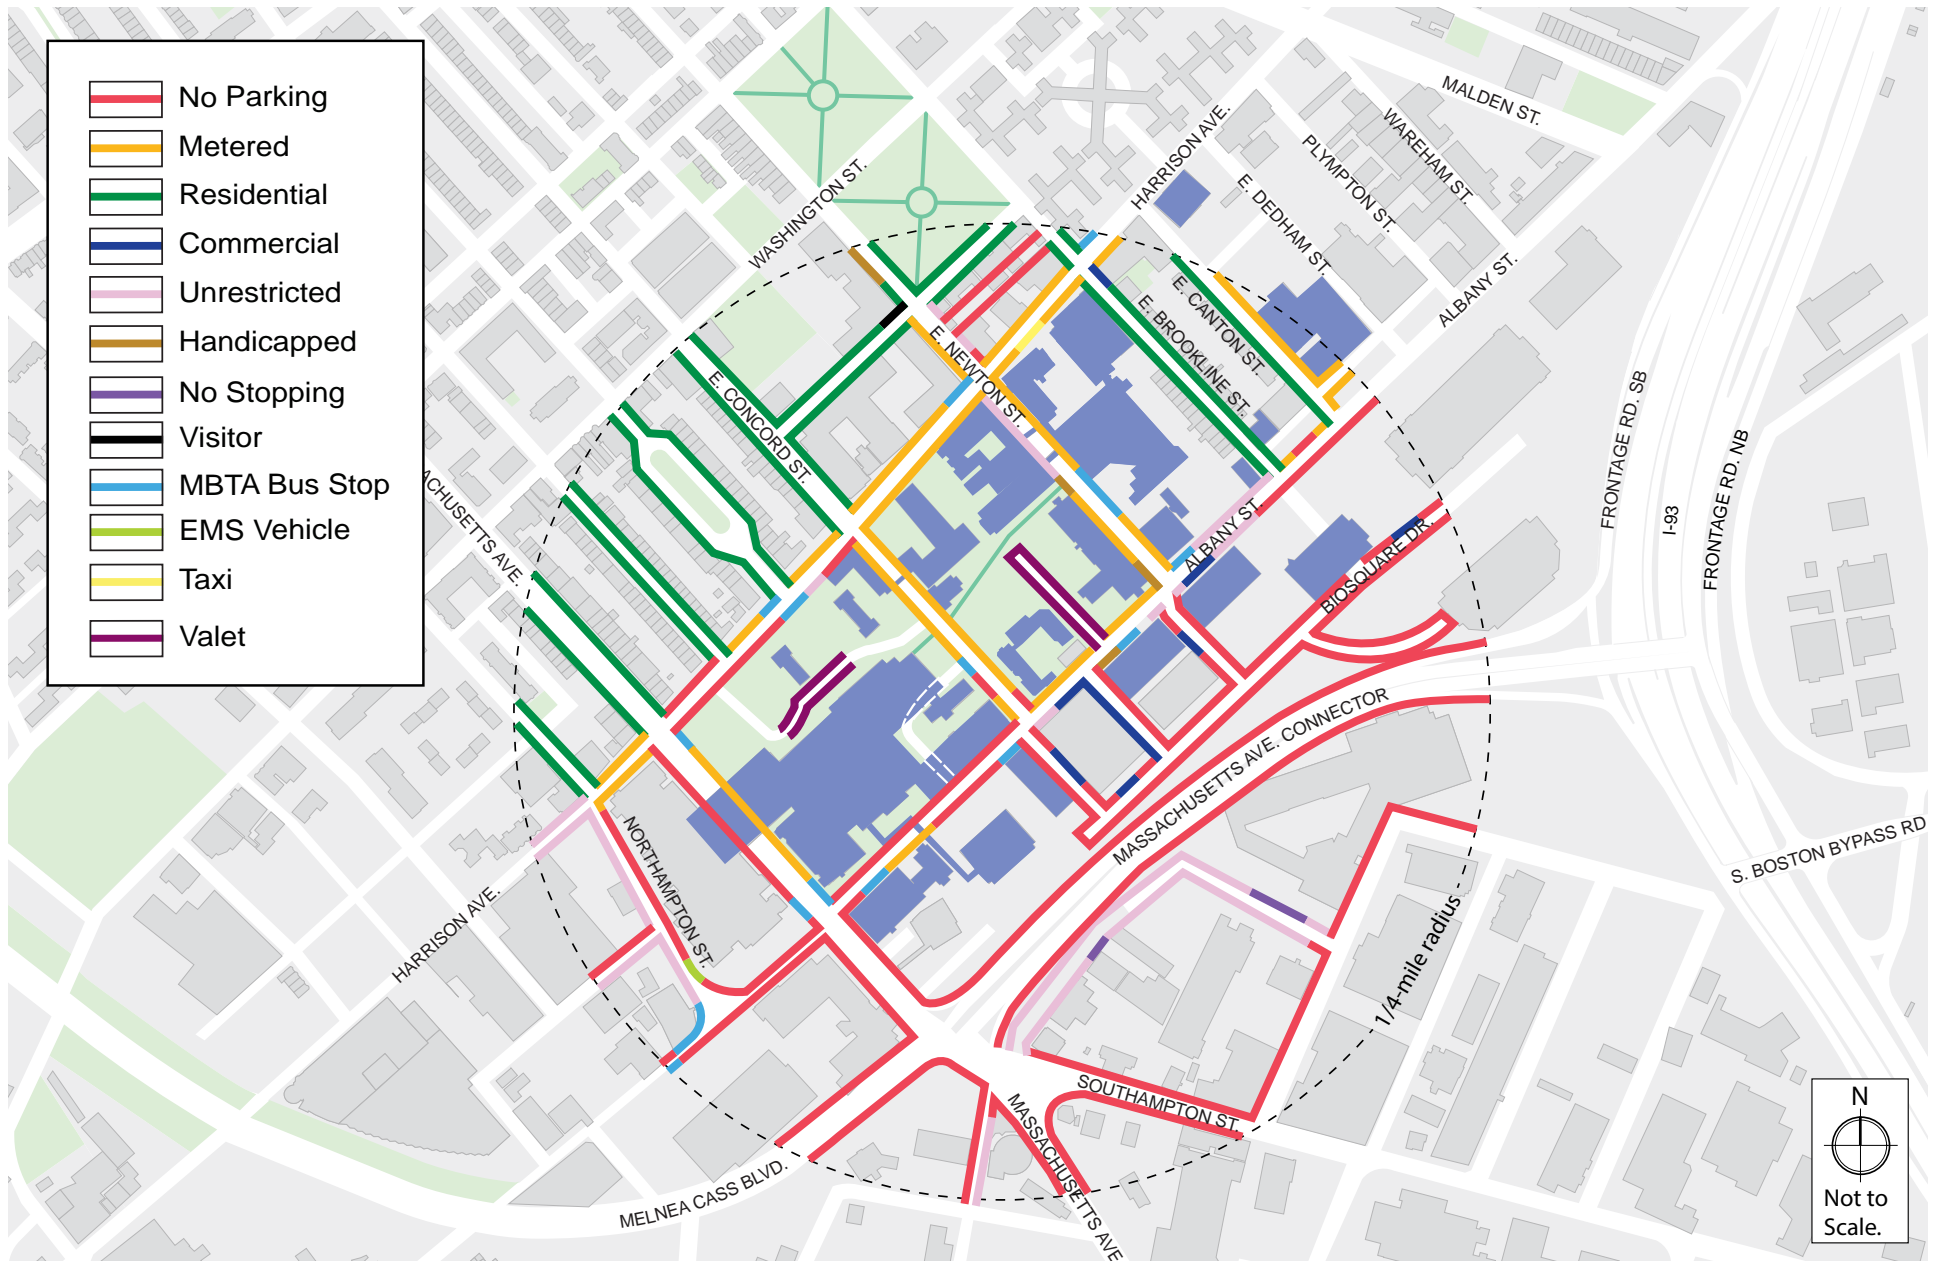 No Parking
Metered
Residential
Commercial
Unrestricted
Handicapped
No Stopping
Visitor
MBTA Bus Stop
EMS Vehicle
Taxi
Valet
MALDEN ST.
WAREHAM ST.
PLYMPTON ST.
HARRISON AVE.
E. DEDHAM ST.
WASHINGTON ST.
ALBANY ST.
E. CANTON ST.
E. BROOKLINE ST.
E. NEWTON ST.
E. CONCORD ST.
ACHUSETTS AVE.
ALBANY ST.
BIOSQUARE DR.
FRONTAGE RD. SB
I-93
FRONTAGE RD. NB
MASSACHUSETTS AVE. CONNECTOR
S. BOSTON BYPASS RD
NORTHAMPTON ST.
HARRISON AVE.
1/4-mile radius
SOUTHAMPTON ST.
MASSACHUSETTS AVE
MELNEA CASS BLVD.
N
Not to
Scale.